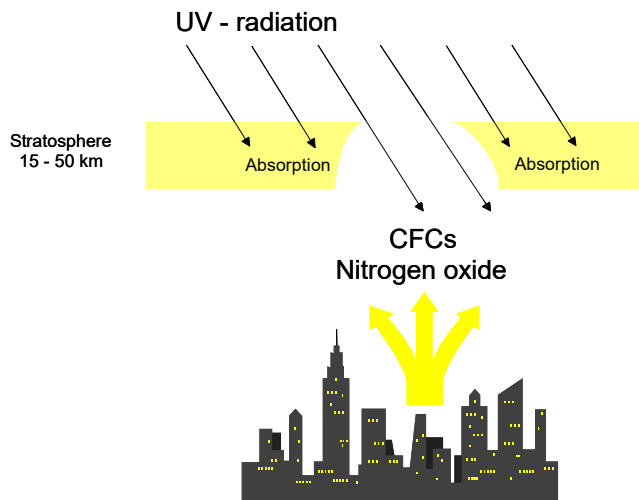 UV - radiation
Stratosphere
15 - 50 km
Absorption
Absorption
CFCs
Nitrogen oxide